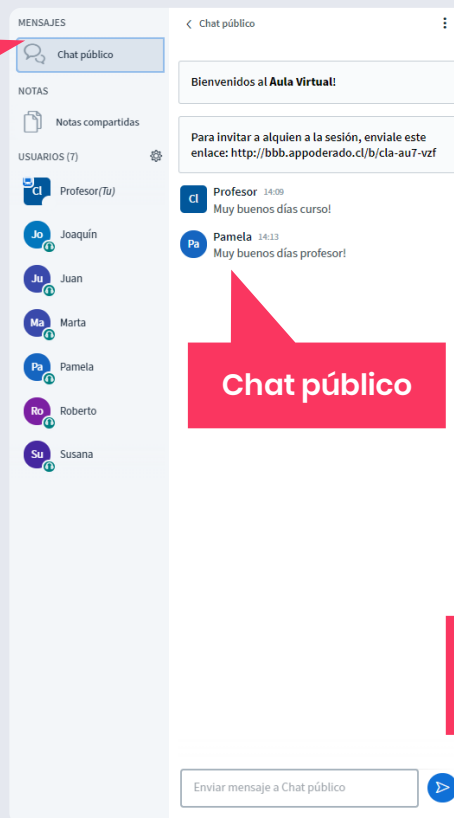 MENSAJES
Chat público
NOTAS
Notas compartidas
USUARIOS (7)
Cl Profesor(Tu)
Jo Joaquín
Ju Juan
Ma Marta
Pa Pamela
Ro Roberto
Su Susana
Chat público
Bienvenidos al Aula Virtual!
Para invitar a alquien a la sesión, enviale este
enlace: http://bbb.appoderado.cl/b/cla-au7-vzf
Cl Profesor 14:09
Muy buenos días curso!
Pa Pamela 14:13
Muy buenos días profesor!
Chat público
Enviar mensaje a Chat público